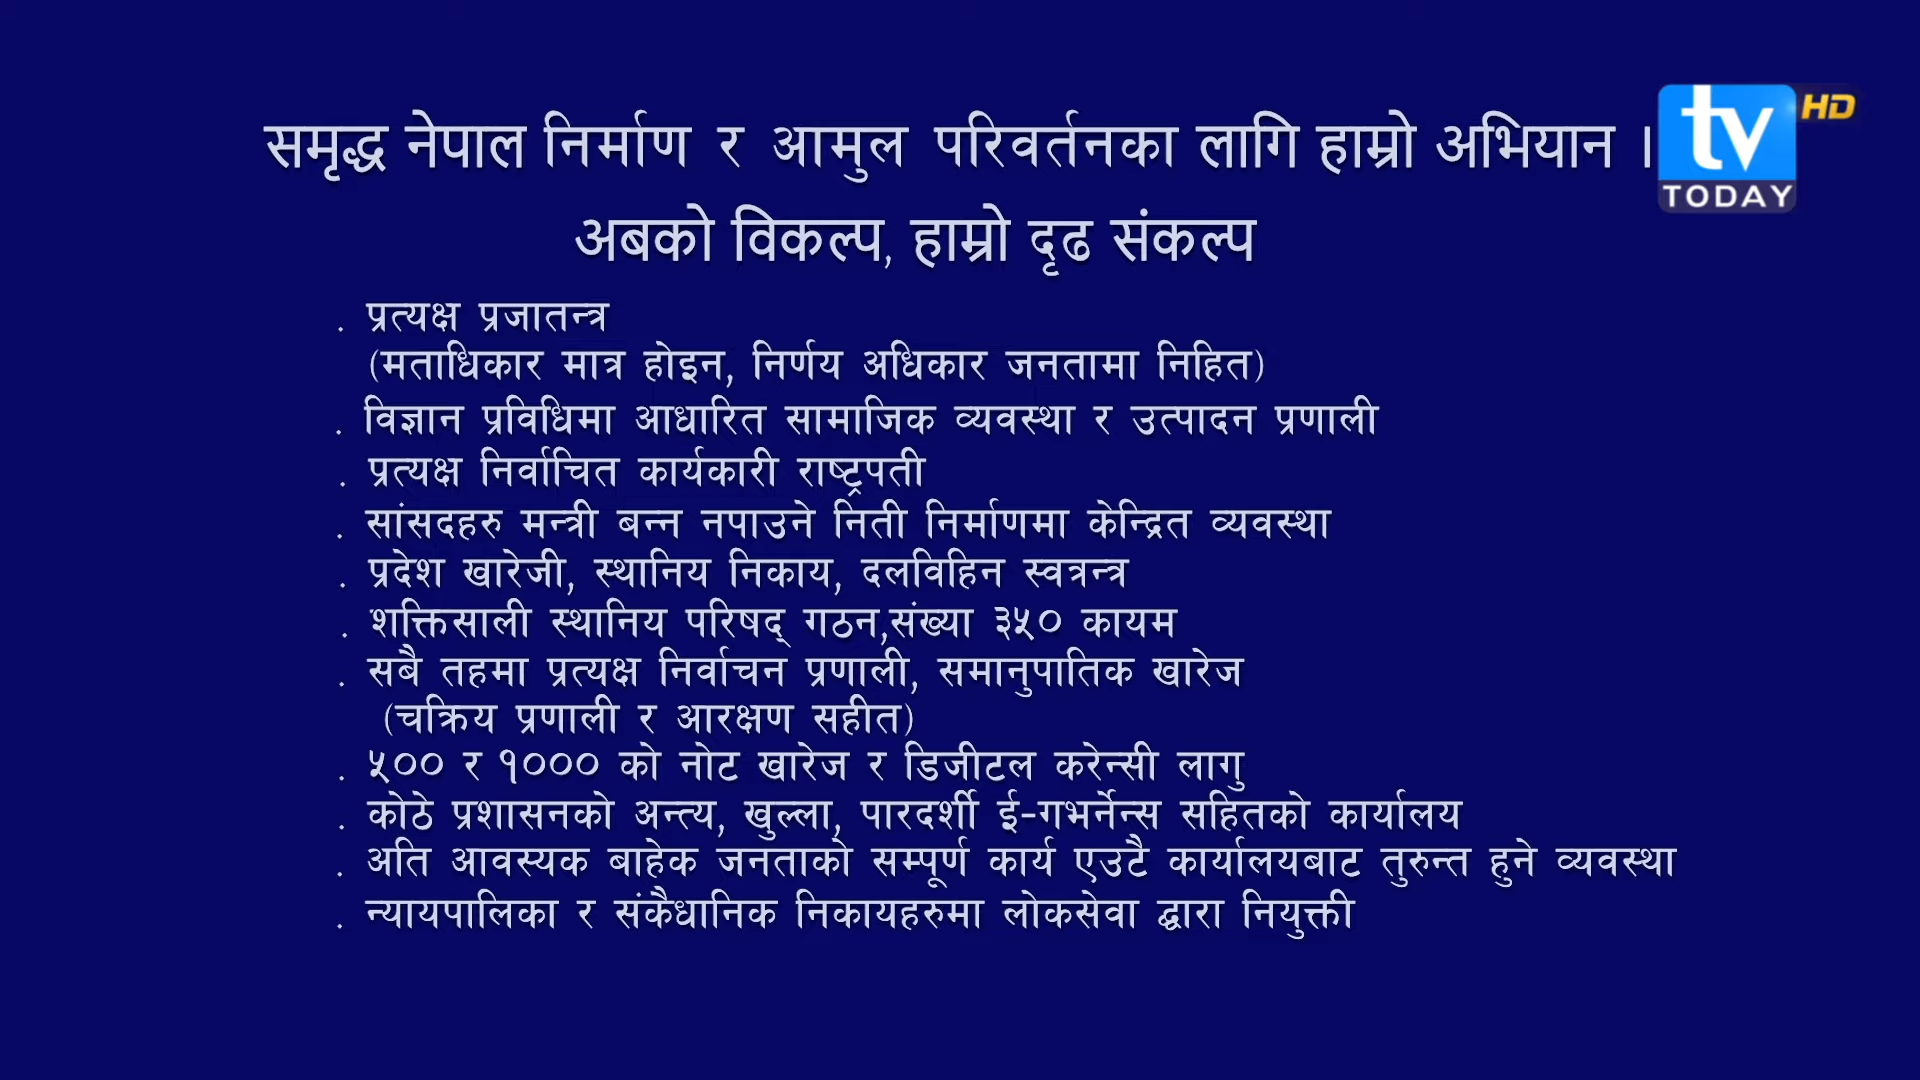 समृद्ध नेपाल निर्माण र आमुल परिवर्तनका लागि हाम्रो अभियान ।
tv HD
TODAY
अबको विकल्प, हाम्रो दृढ संकल्प
. प्रत्यक्ष प्रजातन्त्र
(मताधिकार मात्र होइन, निर्णय अधिकार जनतामा निहित)
. विज्ञान प्रविधिमा आधारित सामाजिक व्यवस्था र उत्पादन प्रणाली
. प्रत्यक्ष निर्वाचित कार्यकारी राष्ट्रपती
. सांसदहरु मन्त्री बन्न नपाउने निती निर्माणमा केन्द्रित व्यवस्था
. प्रदेश खारेजी, स्थानिय निकाय, दलविहिन स्वत्रन्त्र
. शक्तिसाली स्थानिय परिषद् गठन,संख्या ३५० कायम
. सबै तहमा प्रत्यक्ष निर्वाचन प्रणाली, समानुपातिक खारेज
(चक्रिय प्रणाली र आरक्षण सहीत)
. ५०० र १००० को नोट खारेज र डिजीटल करेन्सी लागु
. कोठे प्रशासनको अन्त्य, खुल्ला, पारदर्शी ई-गभर्नेन्स सहितको कार्यालय
. अति आवस्यक बाहेक जनताको सम्पूर्ण कार्य एउटै कार्यालयबाट तुरुन्त हुने व्यवस्था
. न्यायपालिका र संकैधानिक निकायहरुमा लोकसेवा द्वारा नियुक्ती